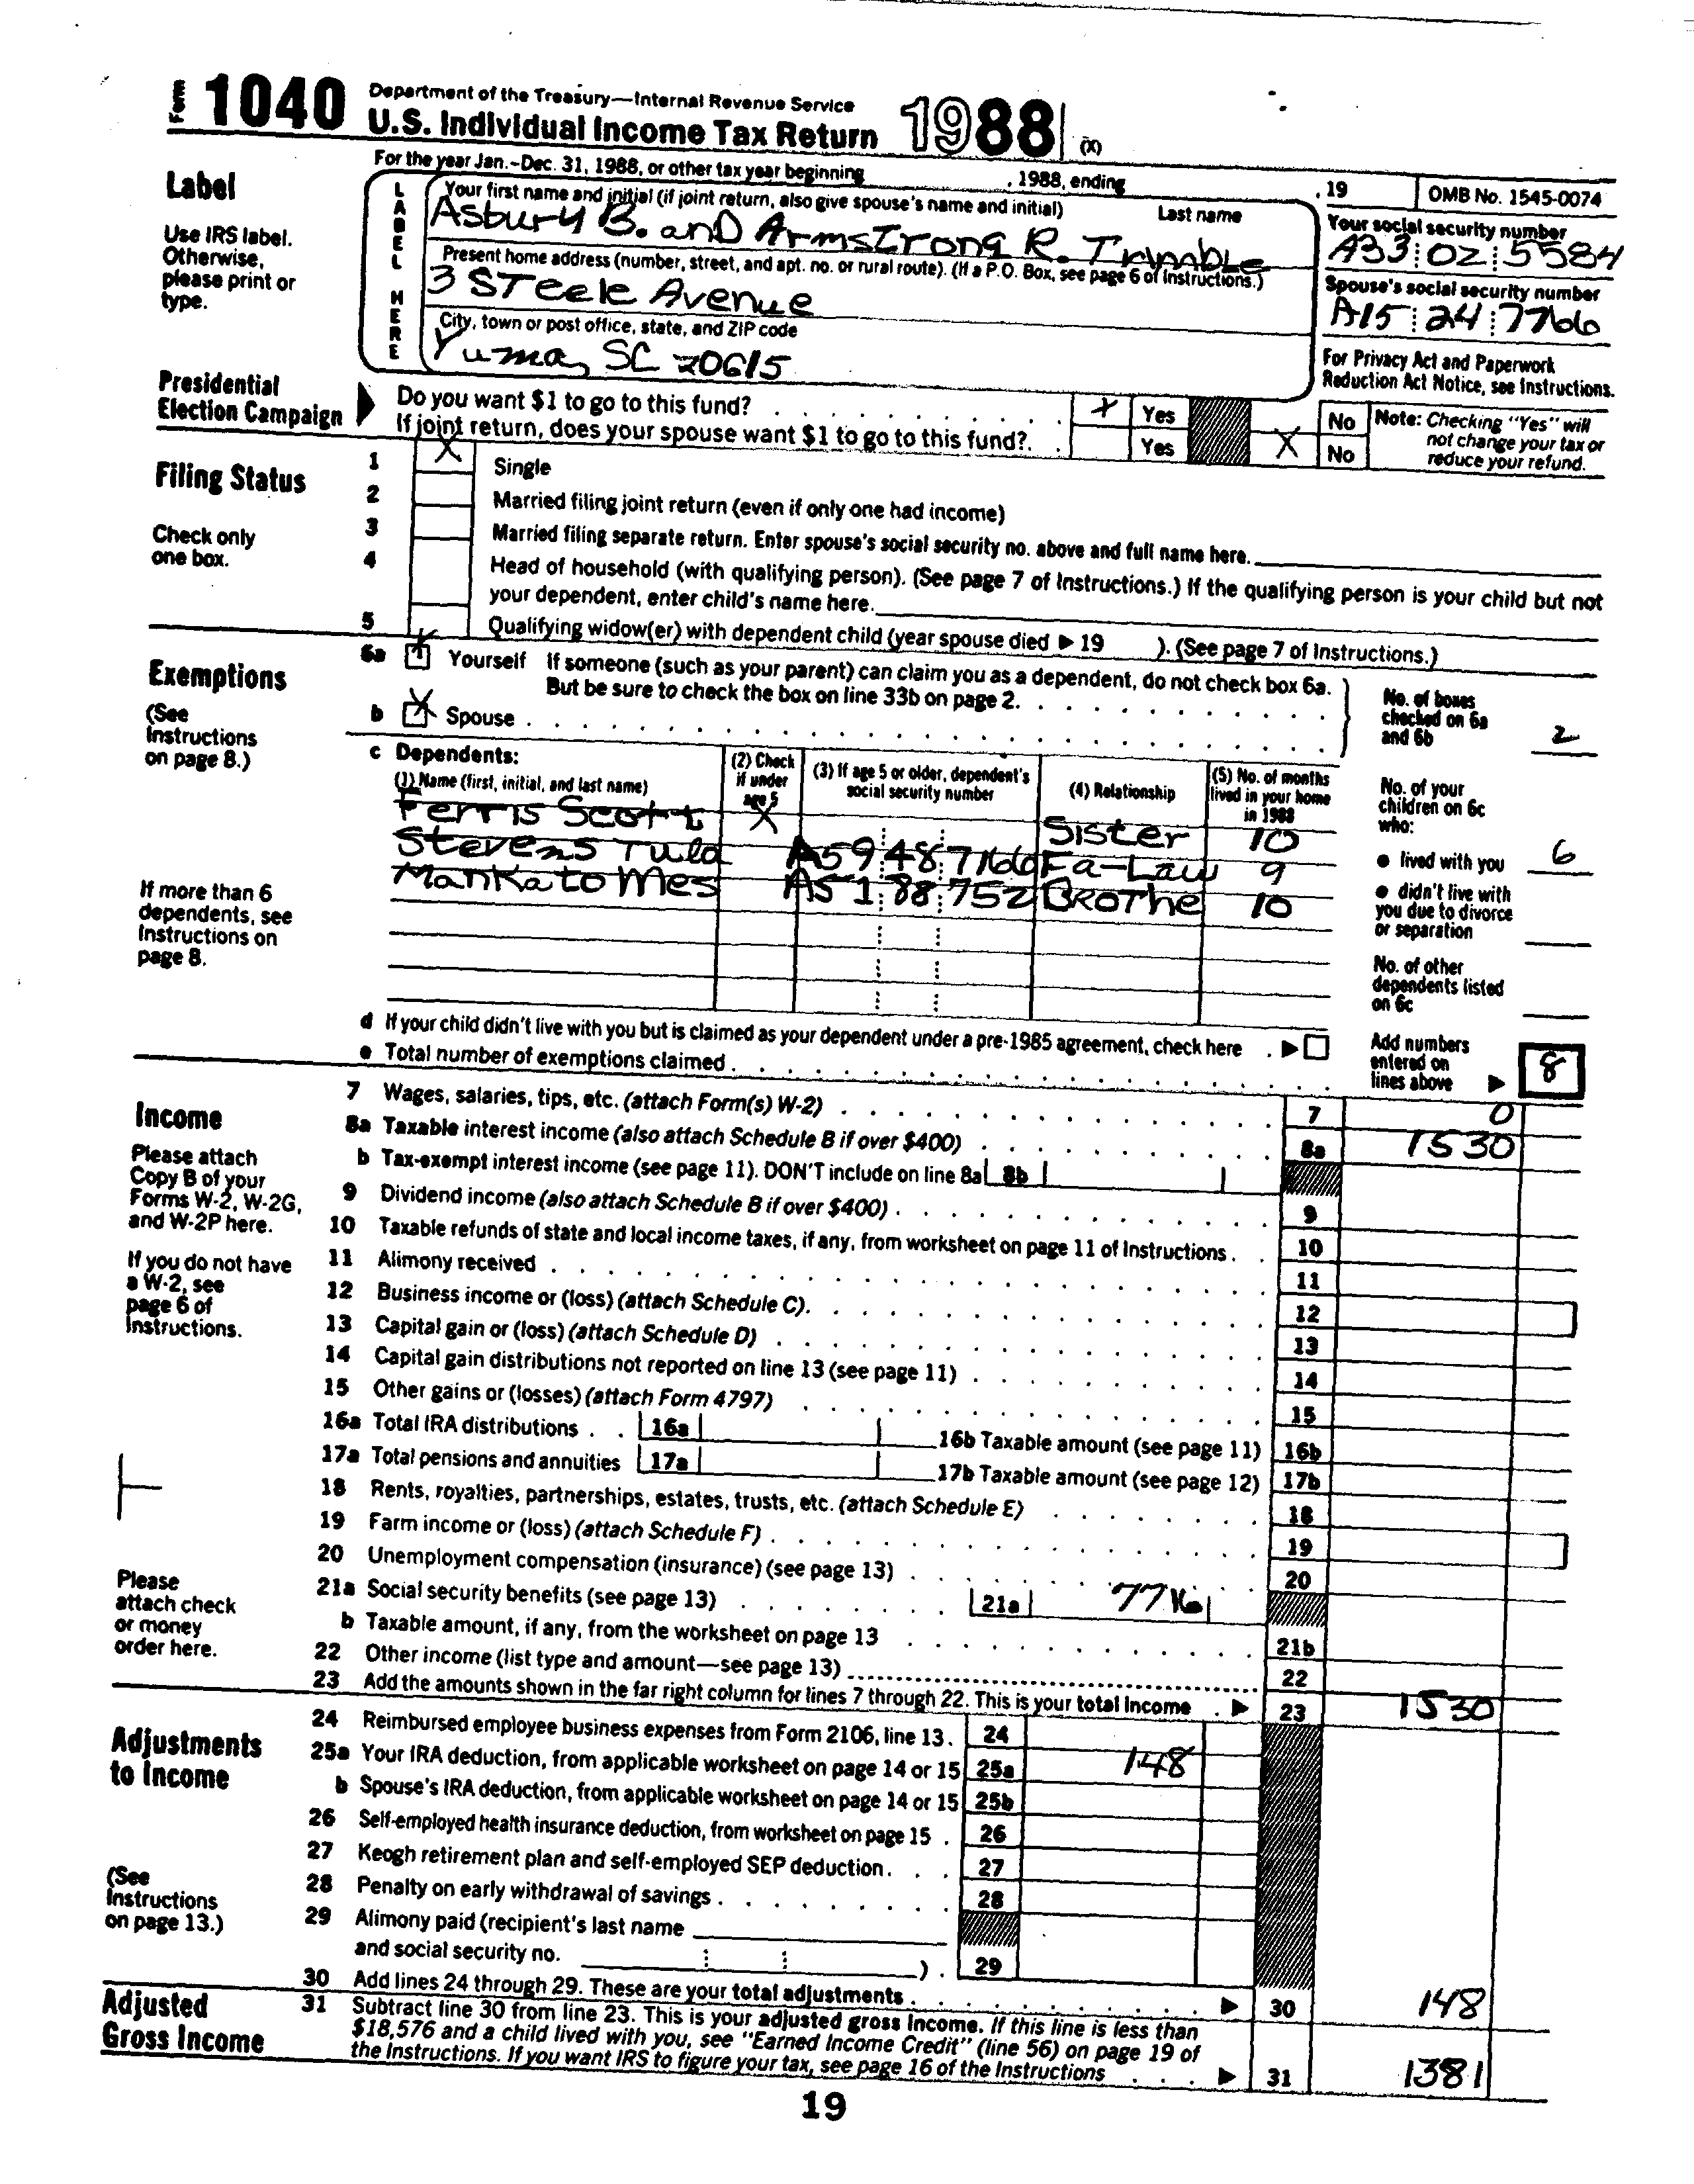 Form 1040 Department of the Treasury—Internal Revenue Service
U.S. Individual Income Tax Return 1988 (X)
For the year Jan.-Dec. 31, 1988, or other tax year beginning , 1988, ending , 19 OMB No. 1545-0074
Label
Use IRS label.
Otherwise,
please print or
type.
LABEL HERE
Your first name and initial (if joint return, also give spouse's name and initial) Last name
Asbury B. and Armstrong R. Trimble
Your social security number
A33 02 5584
Present home address (number, street, and apt. no. or rural route). (If a P.O. Box, see page 6 of Instructions.)
3 Steele Avenue
Spouse's social security number
A15 24 7766
City, town or post office, state, and ZIP code
Yuma, SC 20615
For Privacy Act and Paperwork
Reduction Act Notice, see Instructions.
Presidential
Election Campaign
Do you want $1 to go to this fund? X Yes No
If joint return, does your spouse want $1 to go to this fund? Yes X No
Note: Checking "Yes" will
not change your tax or
reduce your refund.
Filing Status
Check only
one box.
1 X Single
2 Married filing joint return (even if only one had income)
3 Married filing separate return. Enter spouse's social security no. above and full name here.
4 Head of household (with qualifying person). (See page 7 of Instructions.) If the qualifying person is your child but not
your dependent, enter child's name here.
5 Qualifying widow(er) with dependent child (year spouse died ▶ 19 ). (See page 7 of Instructions.)
Exemptions
(See
Instructions
on page 8.)
6a X Yourself If someone (such as your parent) can claim you as a dependent, do not check box 6a.
But be sure to check the box on line 33b on page 2.
b X Spouse
No. of boxes
checked on 6a
and 6b 2
c Dependents:
(1) Name (first, initial, and last name)
(2) Check
if under
age 5
(3) If age 5 or older, dependent's
social security number
(4) Relationship
(5) No. of months
lived in your home
in 1988
Ferris Scott X Sister 10
Stevens Tula A59 48 7166 Fa-Law 9
Mankato Mes A51 88 752 Brothe 10
If more than 6
dependents, see
Instructions on
page 8.
No. of your
children on 6c
who:
● lived with you 6
● didn't live with
you due to divorce
or separation
No. of other
dependents listed
on 6c
d If your child didn't live with you but is claimed as your dependent under a pre-1985 agreement, check here ▶
e Total number of exemptions claimed
Add numbers
entered on
lines above ▶ 8
Income
Please attach
Copy B of your
Forms W-2, W-2G,
and W-2P here.
If you do not have
a W-2, see
page 6 of
Instructions.
Please
attach check
or money
order here.
7 Wages, salaries, tips, etc. (attach Form(s) W-2) 7 0
8a Taxable interest income (also attach Schedule B if over $400) 8a 1530
b Tax-exempt interest income (see page 11). DON'T include on line 8a 8b
9 Dividend income (also attach Schedule B if over $400) 9
10 Taxable refunds of state and local income taxes, if any, from worksheet on page 11 of Instructions 10
11 Alimony received 11
12 Business income or (loss) (attach Schedule C) 12
13 Capital gain or (loss) (attach Schedule D) 13
14 Capital gain distributions not reported on line 13 (see page 11) 14
15 Other gains or (losses) (attach Form 4797) 15
16a Total IRA distributions 16a 16b Taxable amount (see page 11) 16b
17a Total pensions and annuities 17a 17b Taxable amount (see page 12) 17b
18 Rents, royalties, partnerships, estates, trusts, etc. (attach Schedule E) 18
19 Farm income or (loss) (attach Schedule F) 19
20 Unemployment compensation (insurance) (see page 13) 20
21a Social security benefits (see page 13) 21a 7716
b Taxable amount, if any, from the worksheet on page 13 21b
22 Other income (list type and amount—see page 13) 22
23 Add the amounts shown in the far right column for lines 7 through 22. This is your total income ▶ 23 1530
Adjustments
to Income
(See
Instructions
on page 13.)
24 Reimbursed employee business expenses from Form 2106, line 13. 24
25a Your IRA deduction, from applicable worksheet on page 14 or 15 25a 148
b Spouse's IRA deduction, from applicable worksheet on page 14 or 15 25b
26 Self-employed health insurance deduction, from worksheet on page 15 26
27 Keogh retirement plan and self-employed SEP deduction 27
28 Penalty on early withdrawal of savings 28
29 Alimony paid (recipient's last name
and social security no. ) 29
30 Add lines 24 through 29. These are your total adjustments ▶ 30 148
Adjusted
Gross Income
31 Subtract line 30 from line 23. This is your adjusted gross income. If this line is less than
$18,576 and a child lived with you, see "Earned Income Credit" (line 56) on page 19 of
the Instructions. If you want IRS to figure your tax, see page 16 of the Instructions ▶ 31 1381
19